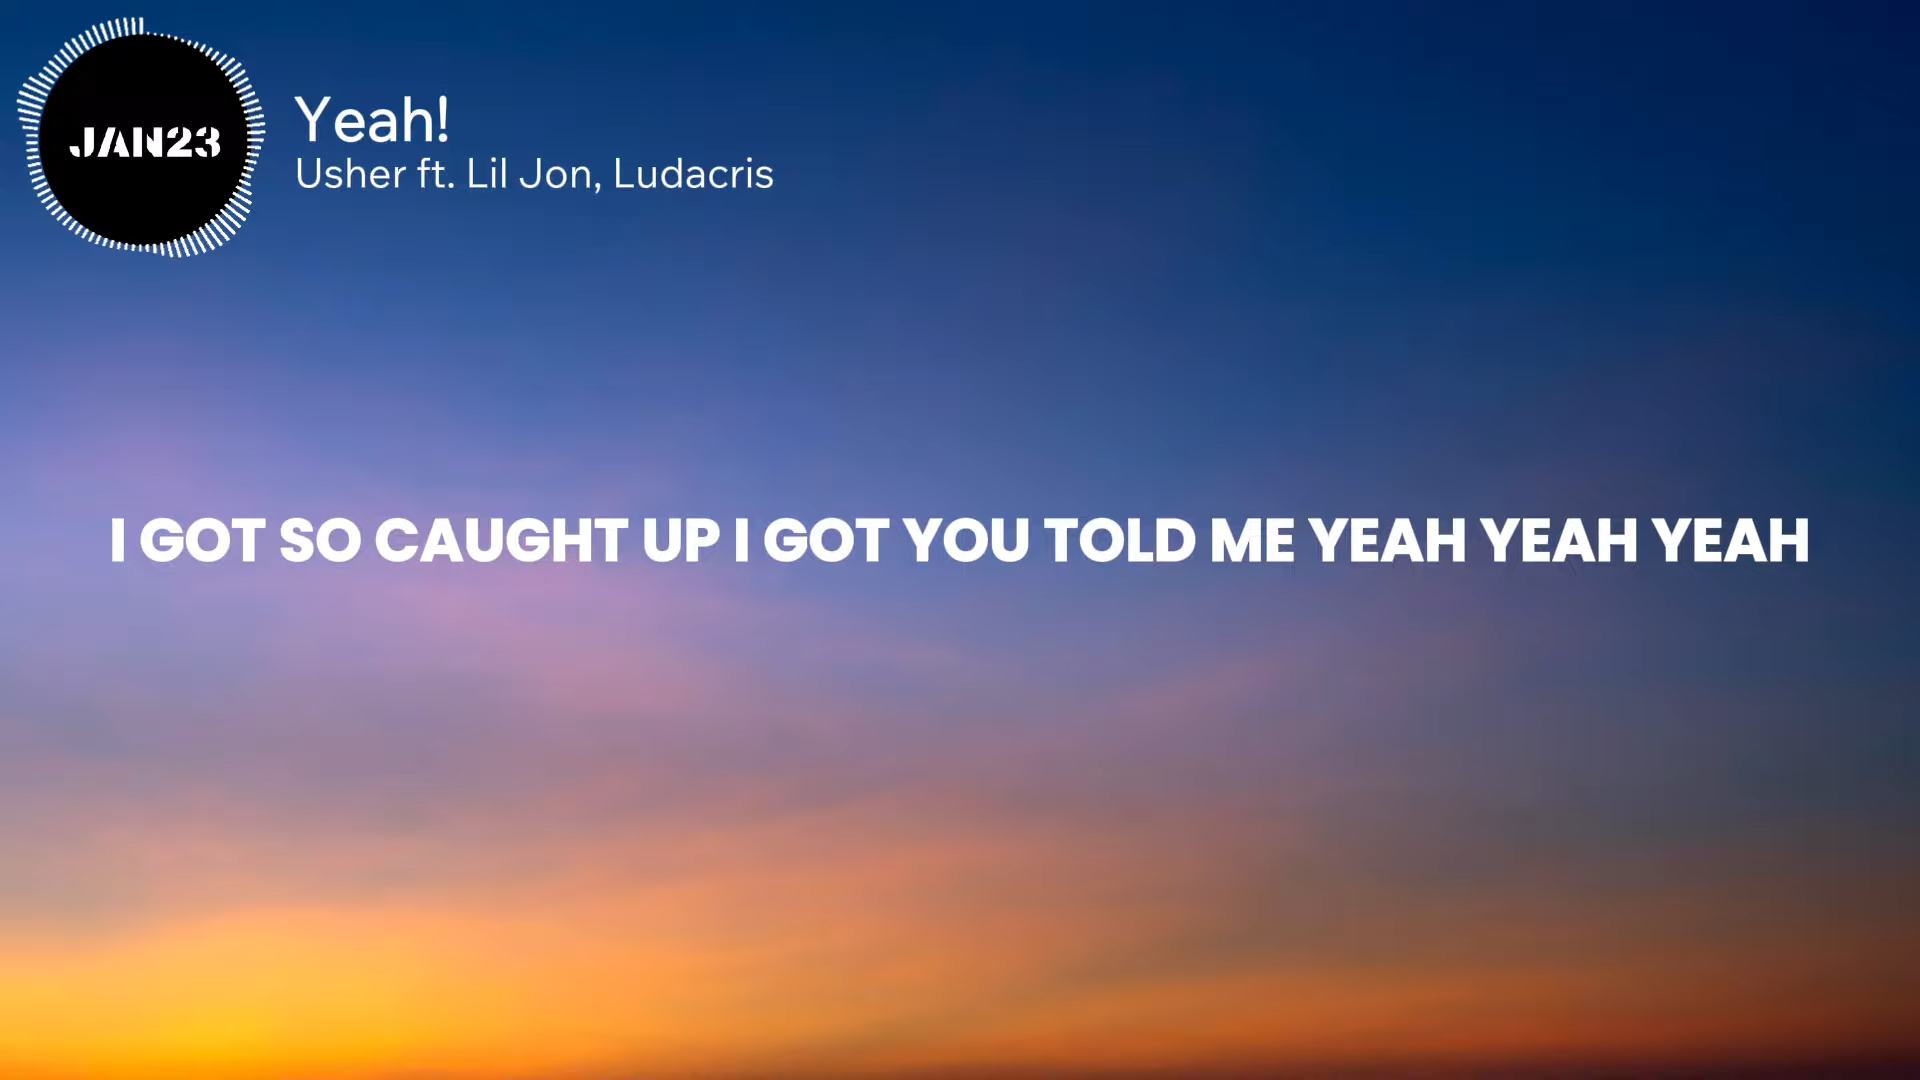 JAN23
Yeah!
Usher ft. Lil Jon, Ludacris
I GOT SO CAUGHT UP I GOT YOU TOLD ME YEAH YEAH YEAH